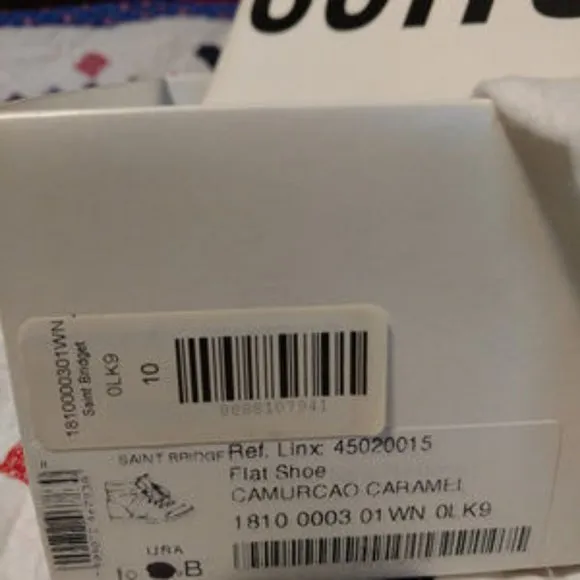 1810000301WN
Saint Bridget
0LK9
10
SAINT BRIDGE
Ref. Linx: 45020015
Flat Shoe
CAMURCAO CARAMEL
1810 0003 01WN 0LK9
B